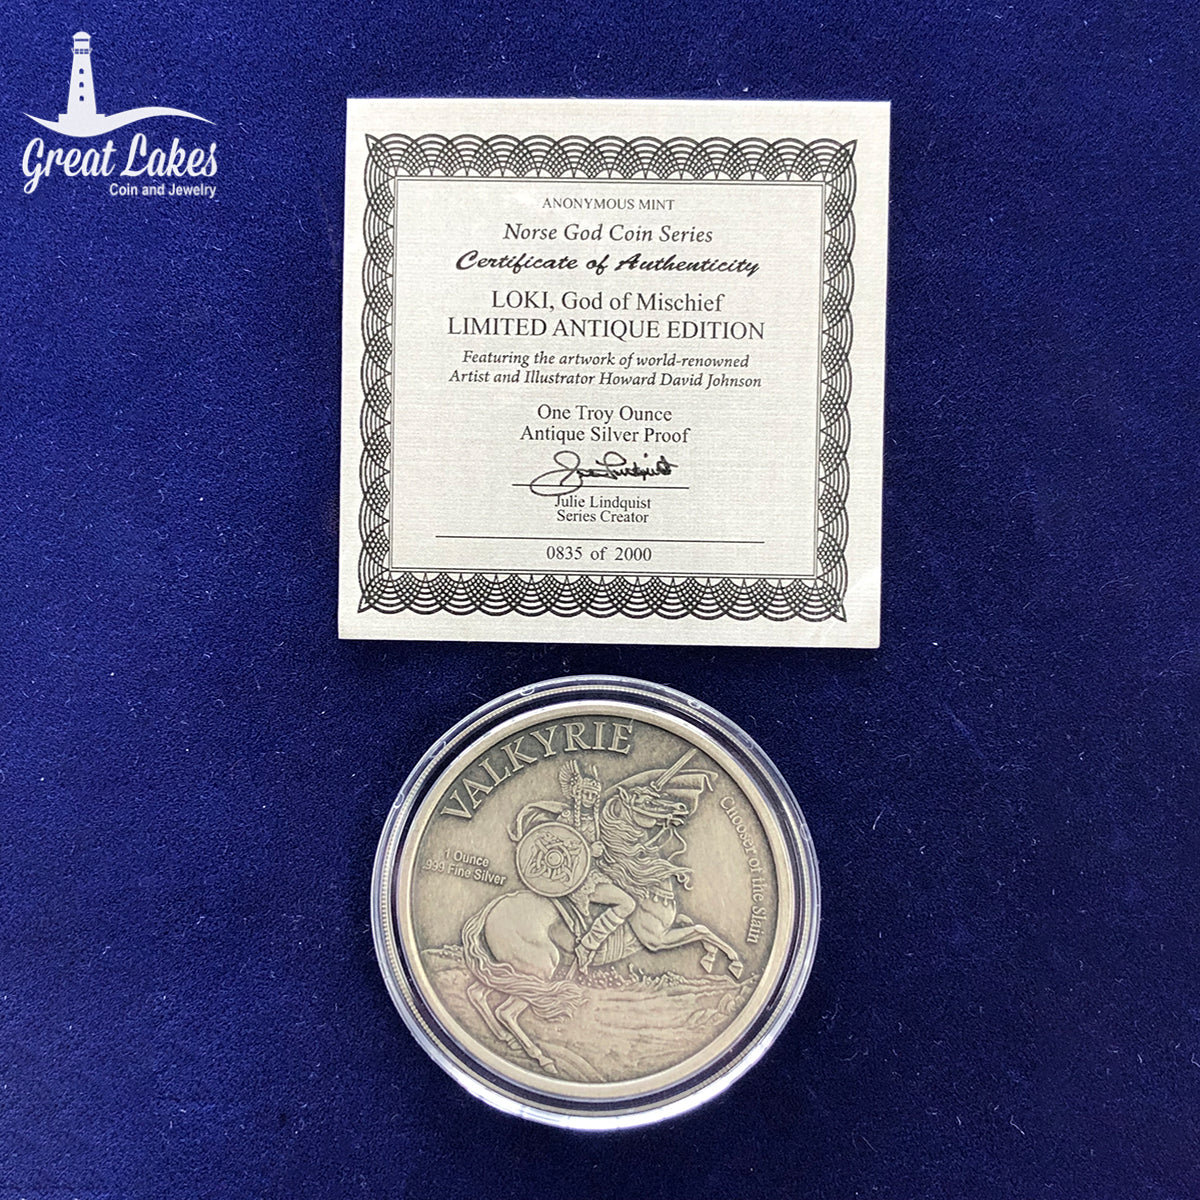 Great Lakes
Coin and Jewelry
ANONYMOUS MINT
Norse God Coin Series
Certificate of Authenticity
LOKI, God of Mischief
LIMITED ANTIQUE EDITION
Featuring the artwork of world-renowned
Artist and Illustrator Howard David Johnson
One Troy Ounce
Antique Silver Proof
Julie Lindquist
Julie Lindquist
Series Creator
0835 of 2000
VALKYRIE
1 Ounce
.999 Fine Silver
Chooser of the Slain